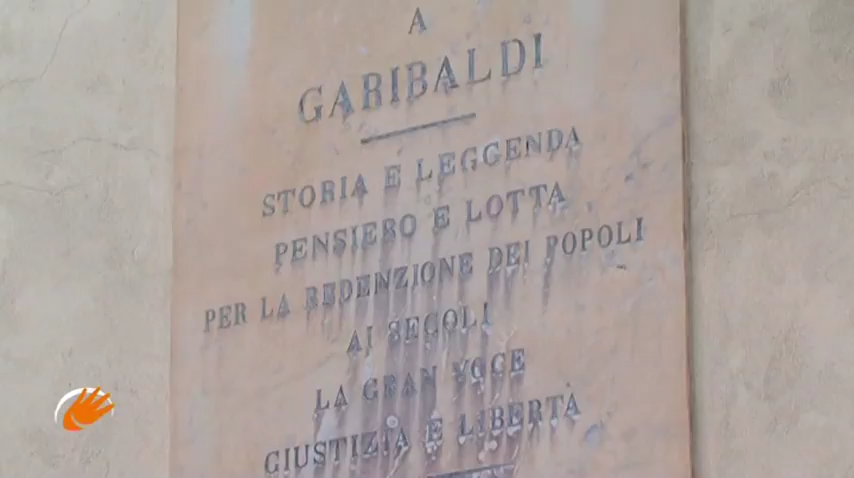 A
GARIBALDI
STORIA E LEGGENDA
PENSIERO E LOTTA
PER LA REDENZIONE DEI POPOLI
AI SECOLI
LA GRAN VOCE
GIUSTIZIA E LIBERTÀ